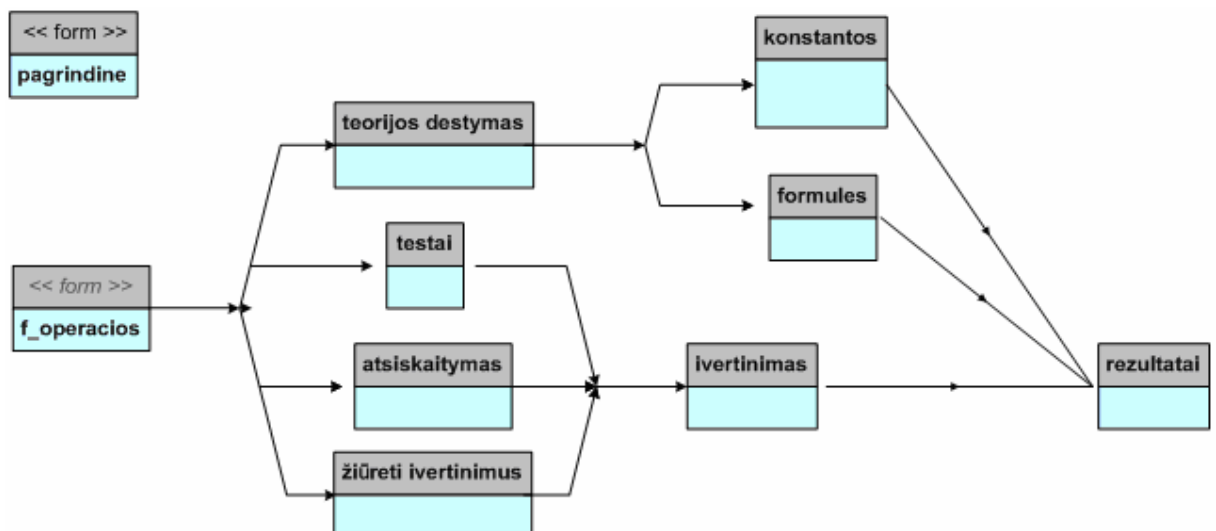 << form >>
pagrindine
konstantos
teorijos destymas
formules
testai
<< form >>
f_operacios
atsiskaitymas
ivertinimas
rezultatai
žiūreti ivertinimus